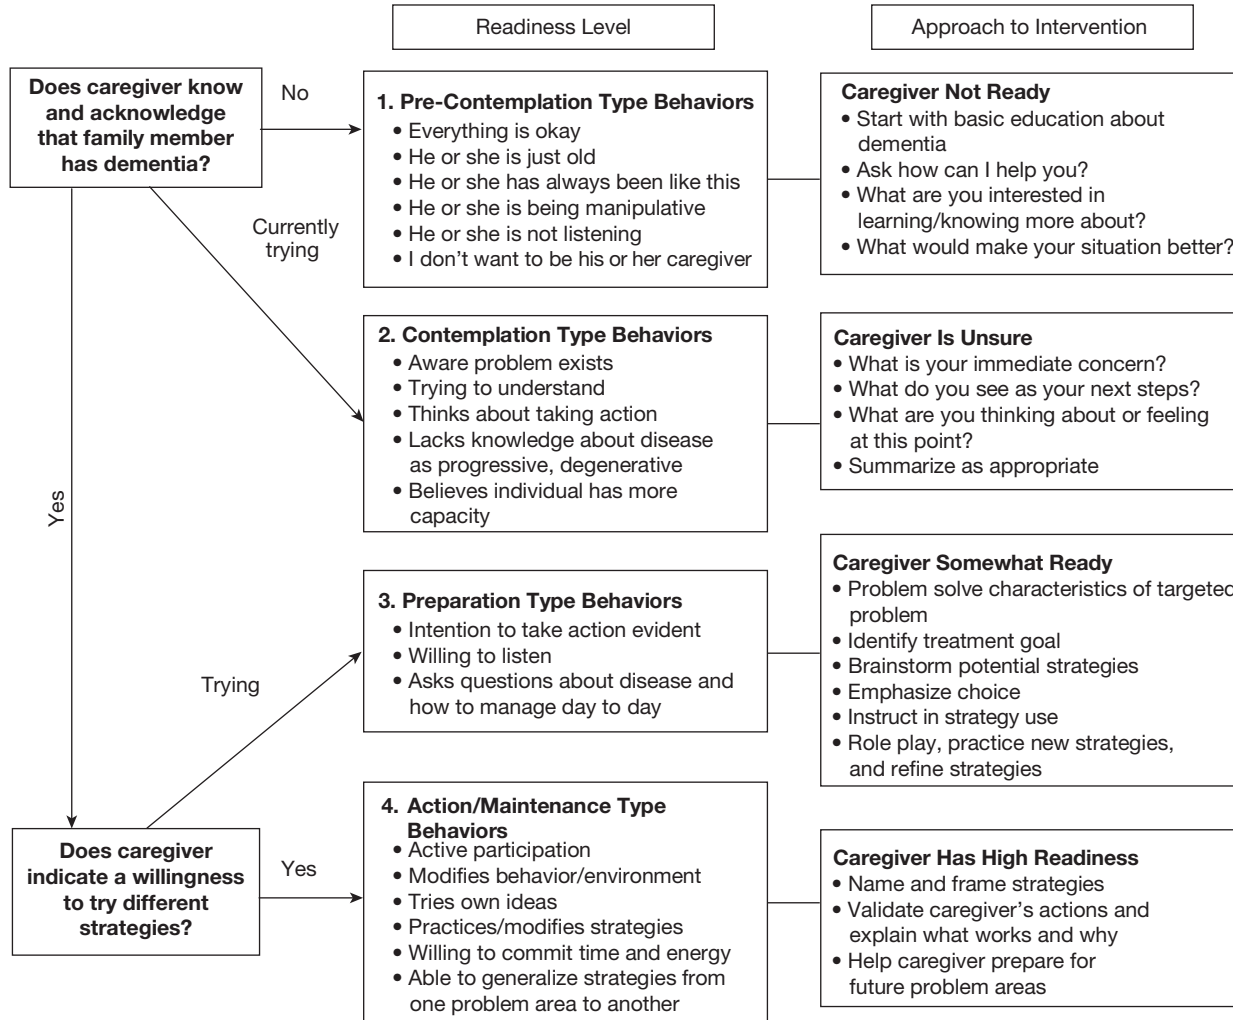 Readiness Level
Approach to Intervention
Does caregiver know
and acknowledge
that family member
has dementia?
No
Currently
trying
Yes
1. Pre-Contemplation Type Behaviors
• Everything is okay
• He or she is just old
• He or she has always been like this
• He or she is being manipulative
• He or she is not listening
• I don't want to be his or her caregiver
Caregiver Not Ready
• Start with basic education about
dementia
• Ask how can I help you?
• What are you interested in
learning/knowing more about?
• What would make your situation better?
2. Contemplation Type Behaviors
• Aware problem exists
• Trying to understand
• Thinks about taking action
• Lacks knowledge about disease
as progressive, degenerative
• Believes individual has more
capacity
Caregiver Is Unsure
• What is your immediate concern?
• What do you see as your next steps?
• What are you thinking about or feeling
at this point?
• Summarize as appropriate
Trying
3. Preparation Type Behaviors
• Intention to take action evident
• Willing to listen
• Asks questions about disease and
how to manage day to day
Caregiver Somewhat Ready
• Problem solve characteristics of targeted
problem
• Identify treatment goal
• Brainstorm potential strategies
• Emphasize choice
• Instruct in strategy use
• Role play, practice new strategies,
and refine strategies
Does caregiver
indicate a willingness
to try different
strategies?
Yes
4. Action/Maintenance Type
Behaviors
• Active participation
• Modifies behavior/environment
• Tries own ideas
• Practices/modifies strategies
• Willing to commit time and energy
• Able to generalize strategies from
one problem area to another
Caregiver Has High Readiness
• Name and frame strategies
• Validate caregiver's actions and
explain what works and why
• Help caregiver prepare for
future problem areas